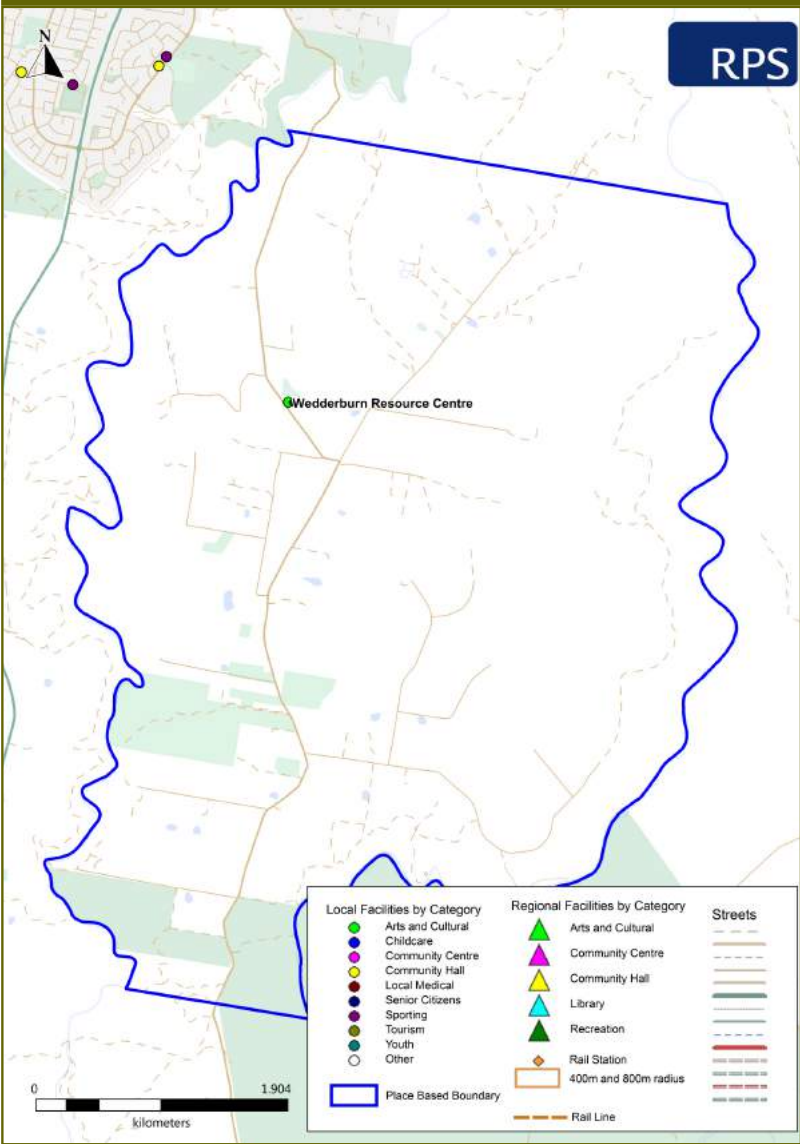 N
RPS
Wedderburn Resource Centre
Local Facilities by Category
Arts and Cultural
Childcare
Community Centre
Community Hall
Local Medical
Senior Citizens
Sporting
Tourism
Youth
Other
Place Based Boundary
Regional Facilities by Category
Arts and Cultural
Community Centre
Community Hall
Library
Recreation
Rail Station
400m and 800m radius
Rail Line
Streets
0 1.904
kilometers